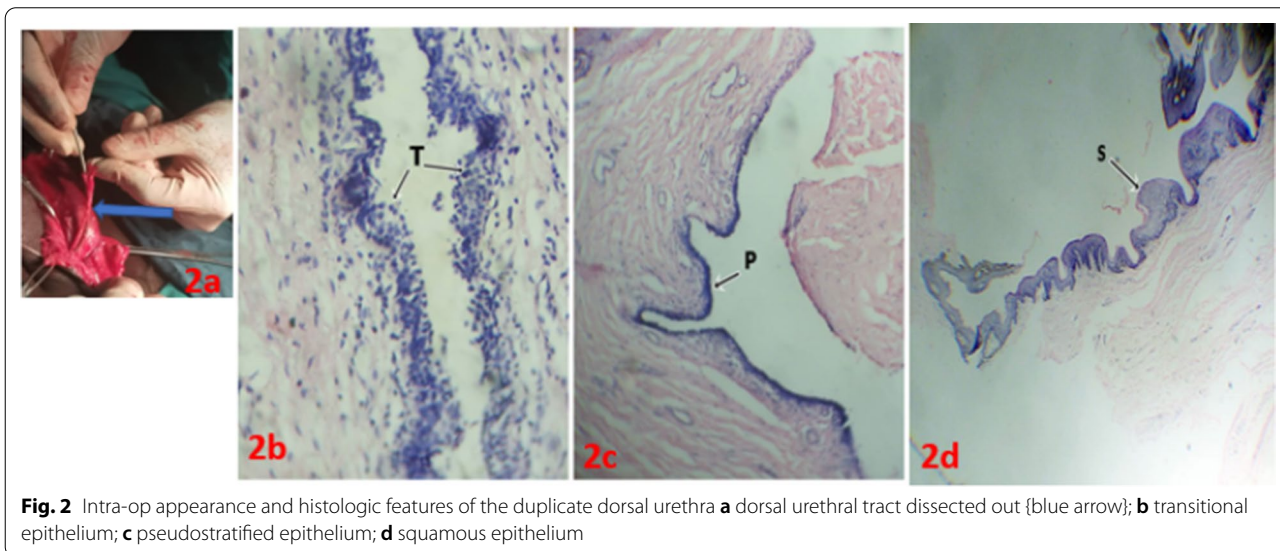 2a
T
2b
P
2c
S
2d
Fig. 2 Intra-op appearance and histologic features of the duplicate dorsal urethra a dorsal urethral tract dissected out {blue arrow}; b transitional
epithelium; c pseudostratified epithelium; d squamous epithelium